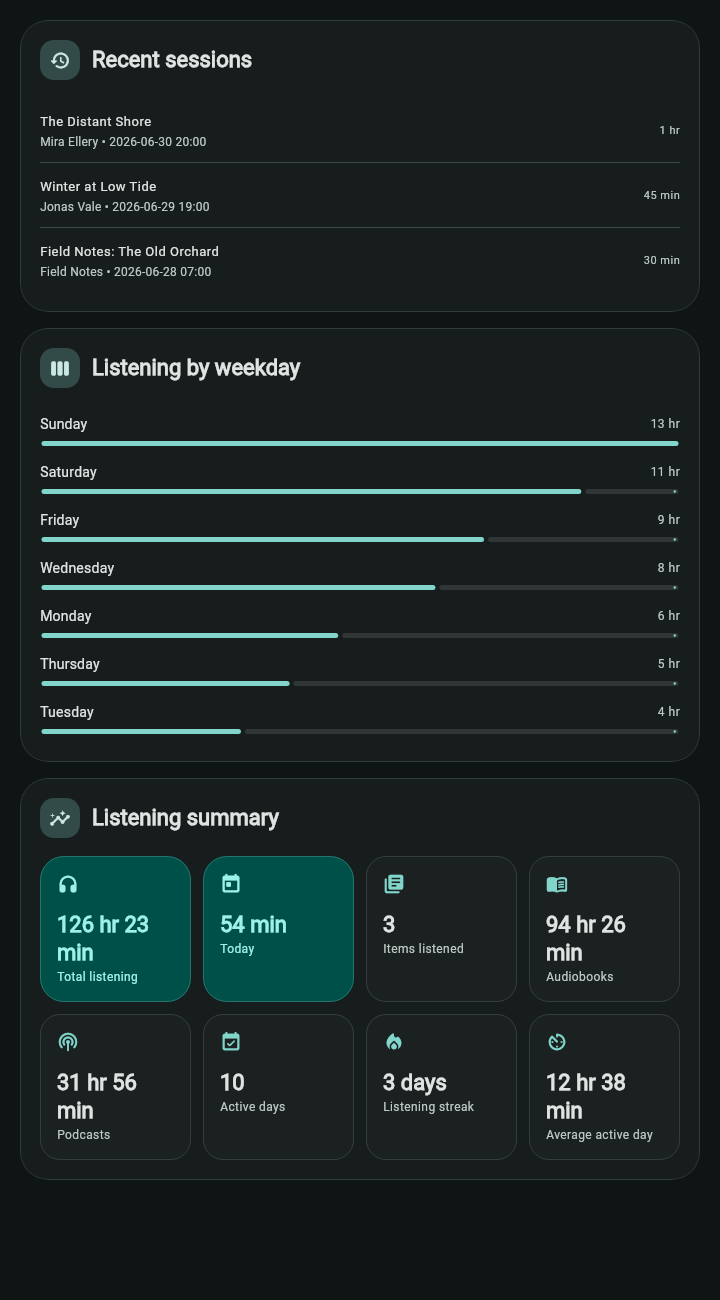 Recent sessions
The Distant Shore
Mira Ellery • 2026-06-30 20:00
1 hr
Winter at Low Tide
Jonas Vale • 2026-06-29 19:00
45 min
Field Notes: The Old Orchard
Field Notes • 2026-06-28 07:00
30 min
Listening by weekday
Sunday
13 hr
Saturday
11 hr
Friday
9 hr
Wednesday
8 hr
Monday
6 hr
Thursday
5 hr
Tuesday
4 hr
Listening summary
126 hr 23
min
Total listening
54 min
Today
3
Items listened
94 hr 26
min
Audiobooks
31 hr 56
min
Podcasts
10
Active days
3 days
Listening streak
12 hr 38
min
Average active day